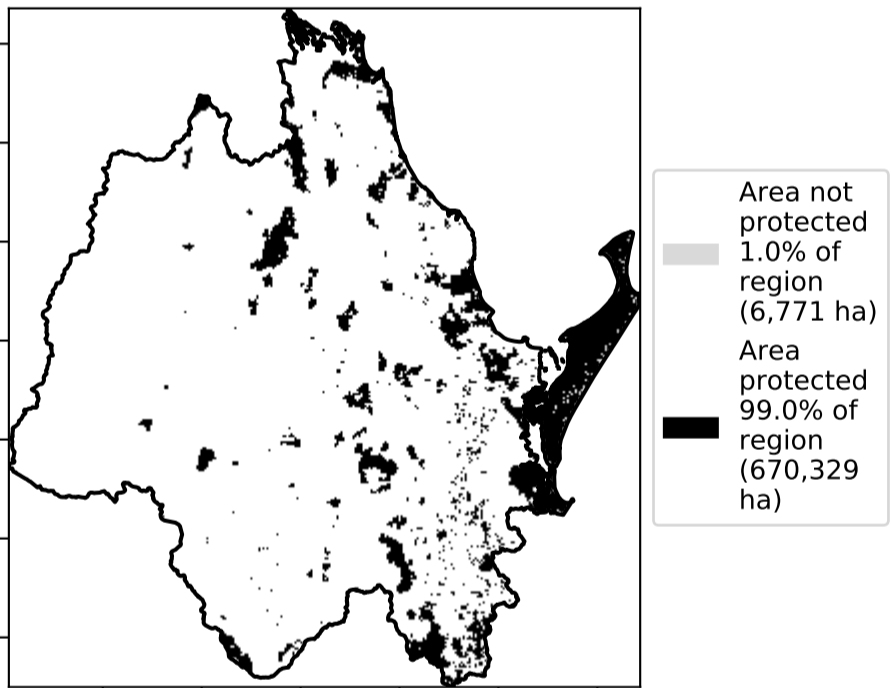 Area not
protected
1.0% of
region
(6,771 ha)
Area
protected
99.0% of
region
(670,329
ha)